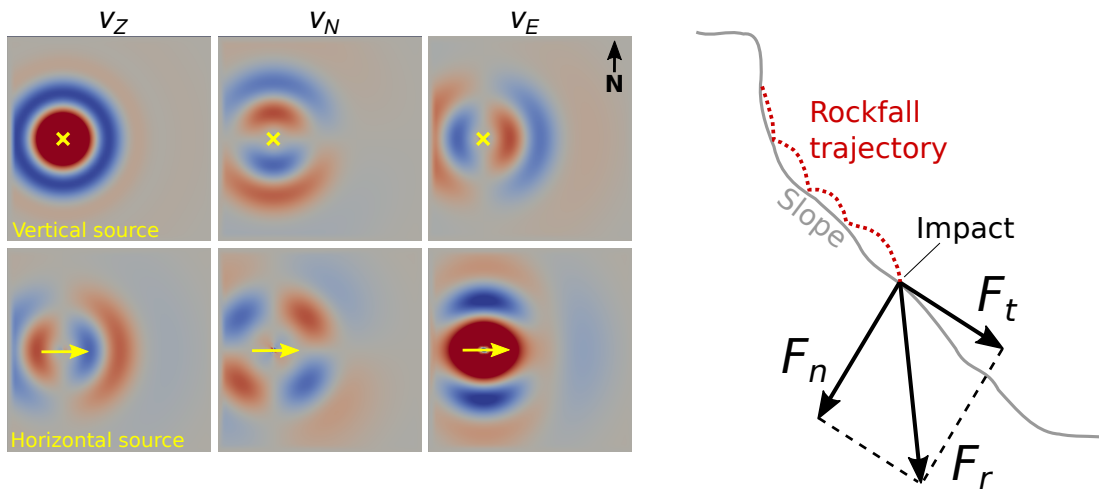 v_Z
v_N
v_E
N
Vertical source
Horizontal source
Rockfall
trajectory
Slope
Impact
F_t
F_n
F_r